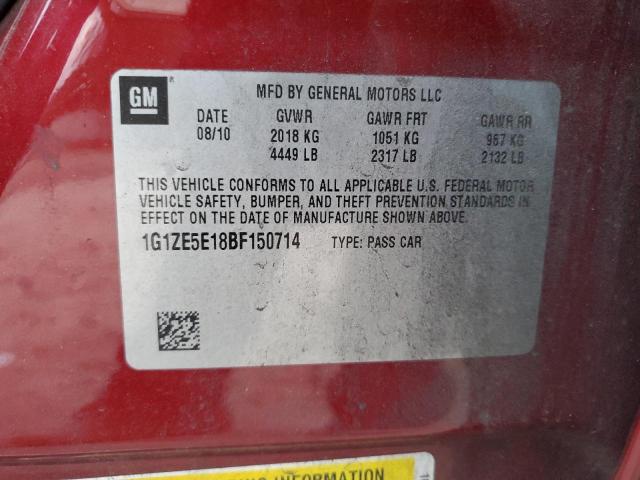 GM
MFD BY GENERAL MOTORS LLC
DATE GVWR GAWR FRT GAWR RR
08/10 2018 KG 1051 KG 967 KG
4449 LB 2317 LB 2132 LB
THIS VEHICLE CONFORMS TO ALL APPLICABLE U.S. FEDERAL MOTOR
VEHICLE SAFETY, BUMPER, AND THEFT PREVENTION STANDARDS IN
EFFECT ON THE DATE OF MANUFACTURE SHOWN ABOVE.
1G1ZE5E18BF150714 TYPE: PASS CAR
INFORMATION